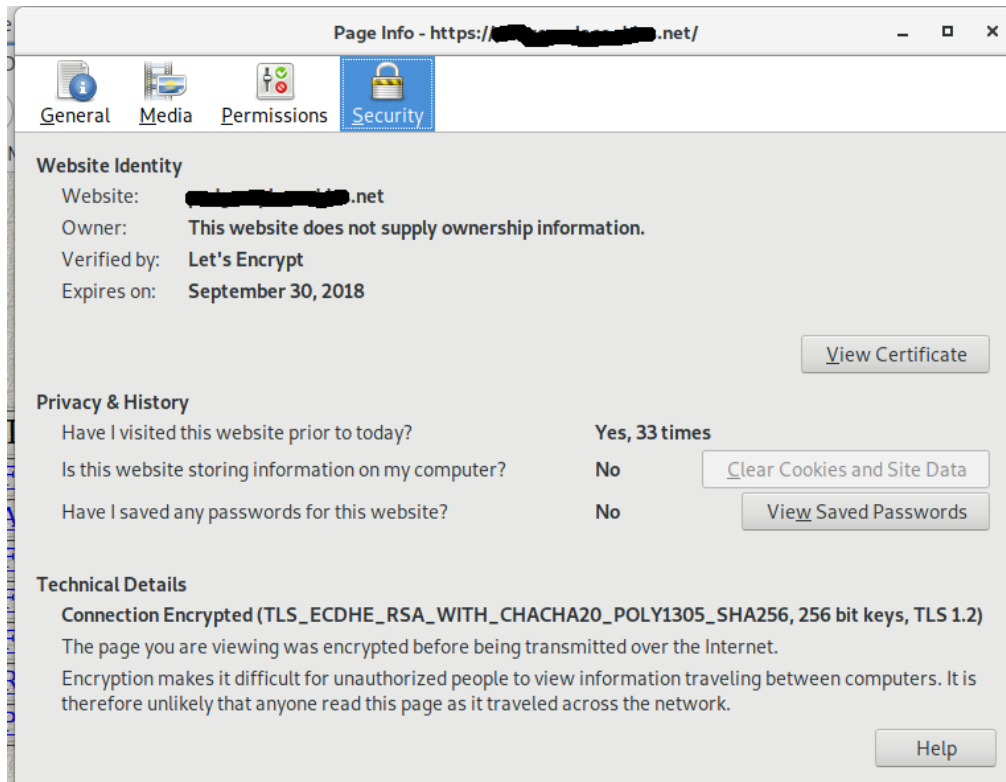 Page Info - https:// .net/
General Media Permissions Security
Website Identity
Website: .net
Owner: This website does not supply ownership information.
Verified by: Let's Encrypt
Expires on: September 30, 2018
View Certificate
Privacy & History
Have I visited this website prior to today? Yes, 33 times
Is this website storing information on my computer? No Clear Cookies and Site Data
Have I saved any passwords for this website? No View Saved Passwords
Technical Details
Connection Encrypted (TLS_ECDHE_RSA_WITH_CHACHA20_POLY1305_SHA256, 256 bit keys, TLS 1.2)
The page you are viewing was encrypted before being transmitted over the Internet.
Encryption makes it difficult for unauthorized people to view information traveling between computers. It is
therefore unlikely that anyone read this page as it traveled across the network.
Help